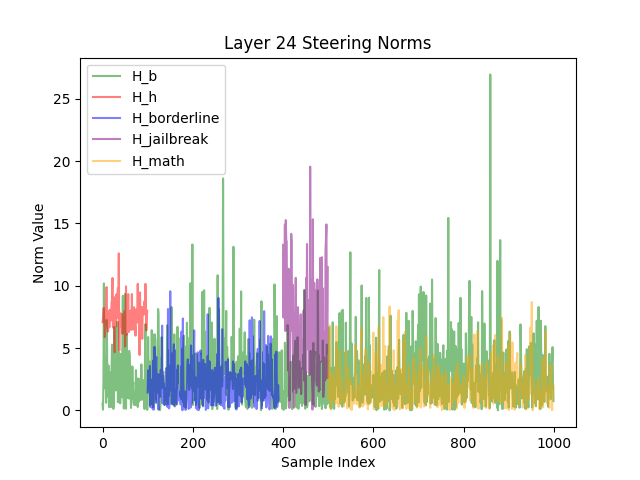 Layer 24 Steering Norms
H_b
H_h
H_borderline
H_jailbreak
H_math
Norm Value
25
20
15
10
5
0
0 200 400 600 800 1000
Sample Index